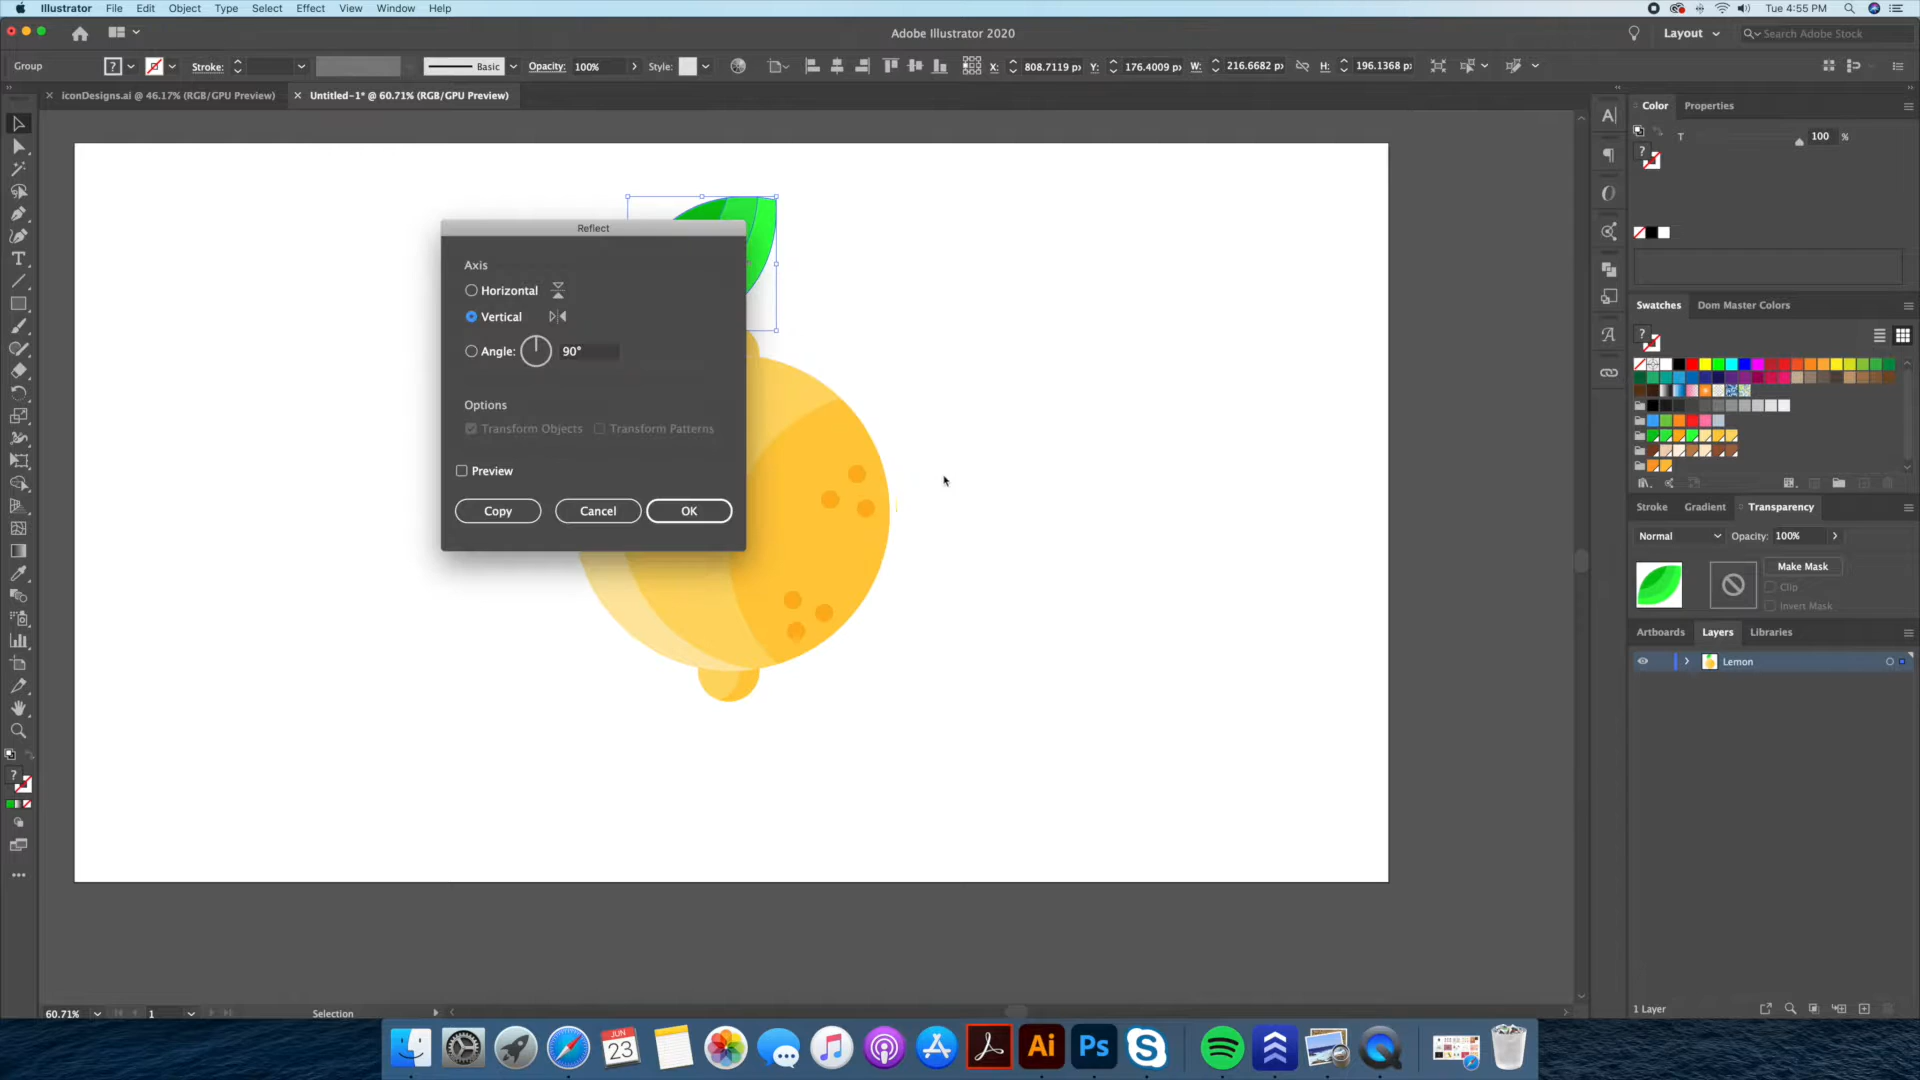 Illustrator File Edit Object Type Select Effect View Window Help
Tue 4:55 PM
Adobe Illustrator 2020
Layout
Search Adobe Stock
Group
Stroke:
Basic
Opacity: 100%
Style:
X: 808.7119 px
Y: 176.4009 px
W: 216.6682 px
H: 196.1368 px
iconDesigns.ai @ 46.17% (RGB/GPU Preview)
Untitled-1* @ 60.71% (RGB/GPU Preview)
Color Properties
T 100 %
Reflect
Axis
Horizontal
Vertical
Angle: 90°
Options
Transform Objects Transform Patterns
Preview
Copy Cancel OK
Swatches Dom Master Colors
Stroke Gradient Transparency
Normal Opacity: 100%
Make Mask
Clip
Invert Mask
Artboards Layers Libraries
Lemon
1 Layer
60.71% 1 Selection
JUN
23
Ai
Ps